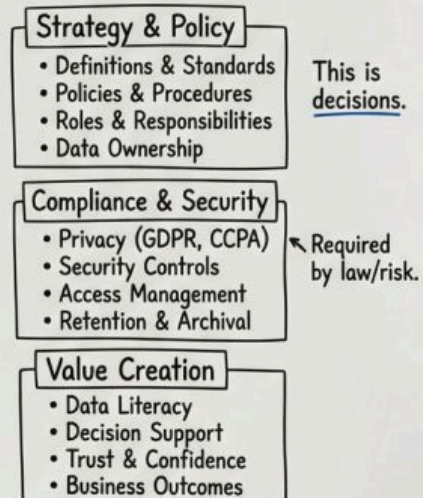 Strategy & Policy
• Definitions & Standards
• Policies & Procedures
• Roles & Responsibilities
• Data Ownership
This is
decisions.
Compliance & Security
• Privacy (GDPR, CCPA)
• Security Controls
• Access Management
• Retention & Archival
Required
by law/risk.
Value Creation
• Data Literacy
• Decision Support
• Trust & Confidence
• Business Outcomes